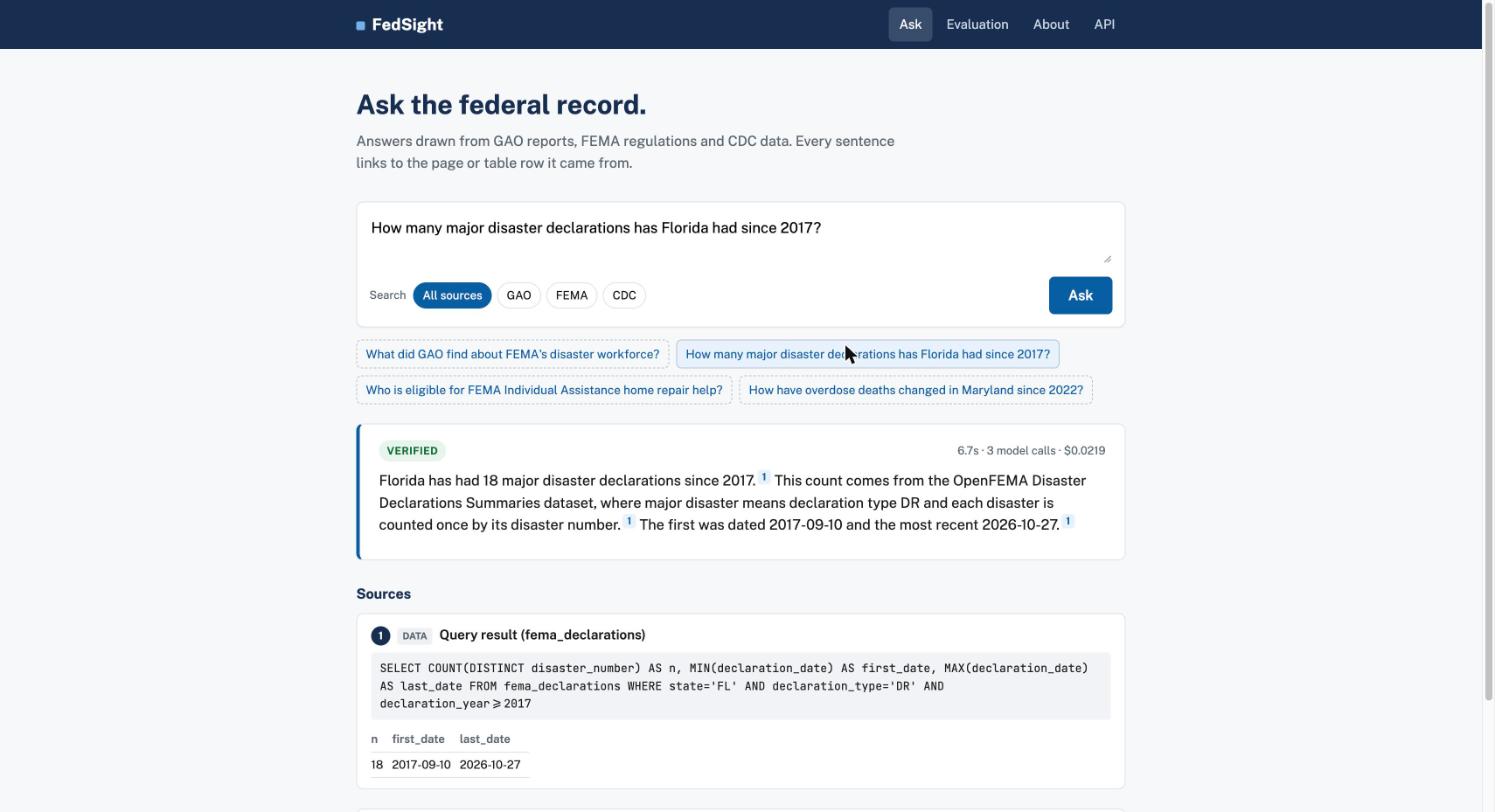 FedSight
Ask Evaluation About API
Ask the federal record.
Answers drawn from GAO reports, FEMA regulations and CDC data. Every sentence
links to the page or table row it came from.
How many major disaster declarations has Florida had since 2017?
Search All sources GAO FEMA CDC Ask
What did GAO find about FEMA's disaster workforce? How many major disaster declarations has Florida had since 2017?
Who is eligible for FEMA Individual Assistance home repair help? How have overdose deaths changed in Maryland since 2022?
VERIFIED 6.7s · 3 model calls · $0.0219
Florida has had 18 major disaster declarations since 2017. 1 This count comes from the OpenFEMA Disaster
Declarations Summaries dataset, where major disaster means declaration type DR and each disaster is
counted once by its disaster number. 1 The first was dated 2017-09-10 and the most recent 2026-10-27. 1
Sources
1 DATA Query result (fema_declarations)
SELECT COUNT(DISTINCT disaster_number) AS n, MIN(declaration_date) AS first_date, MAX(declaration_date)
AS last_date FROM fema_declarations WHERE state='FL' AND declaration_type='DR' AND
declaration_year>=2017
n first_date last_date
18 2017-09-10 2026-10-27